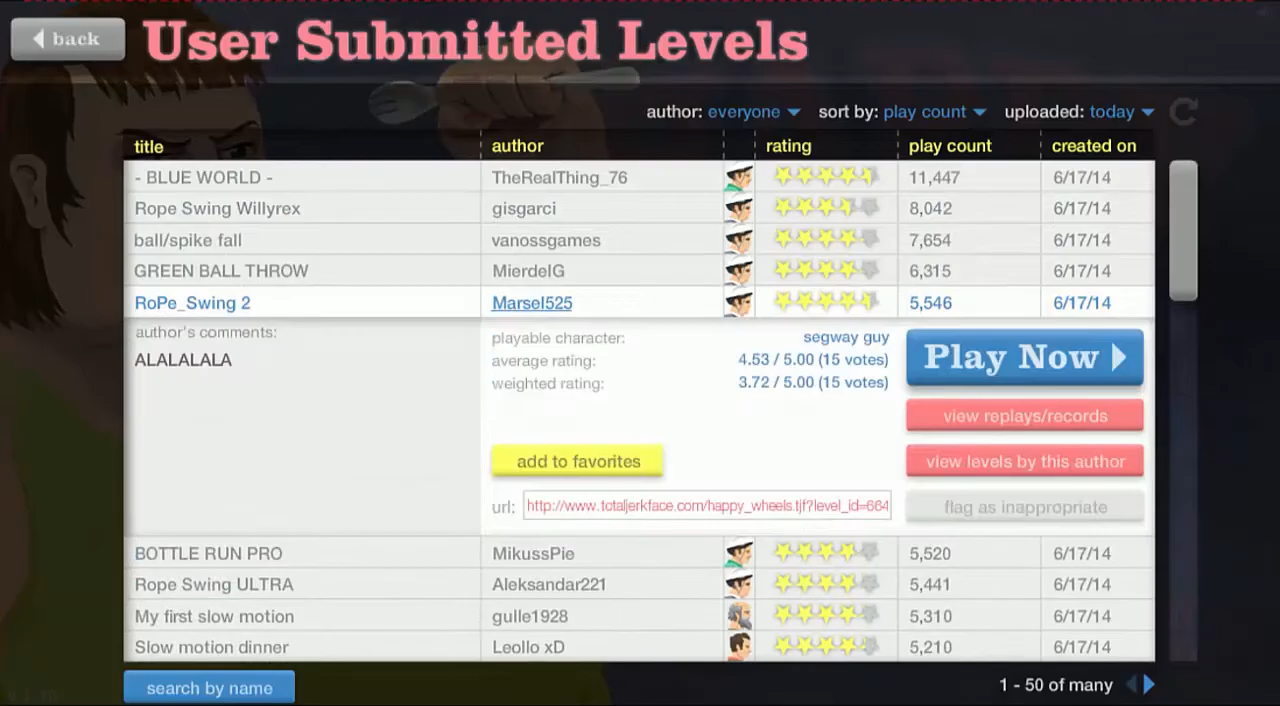 back
User Submitted Levels
author: everyone sort by: play count uploaded: today
title author rating play count created on
- BLUE WORLD - TheRealThing_76 11,447 6/17/14
Rope Swing Willyrex gisgarci 8,042 6/17/14
ball/spike fall vanossgames 7,654 6/17/14
GREEN BALL THROW MierdelG 6,315 6/17/14
RoPe_Swing 2 Marsel525 5,546 6/17/14
author's comments:
ALALALALA
playable character: segway guy
average rating: 4.53 / 5.00 (15 votes)
weighted rating: 3.72 / 5.00 (15 votes)
Play Now
view replays/records
add to favorites
view levels by this author
url: http://www.totaljerkface.com/happy_wheels.tjf?level_id=664
flag as inappropriate
BOTTLE RUN PRO MikussPie 5,520 6/17/14
Rope Swing ULTRA Aleksandar221 5,441 6/17/14
My first slow motion gulle1928 5,310 6/17/14
Slow motion dinner Leollo xD 5,210 6/17/14
search by name
1 - 50 of many